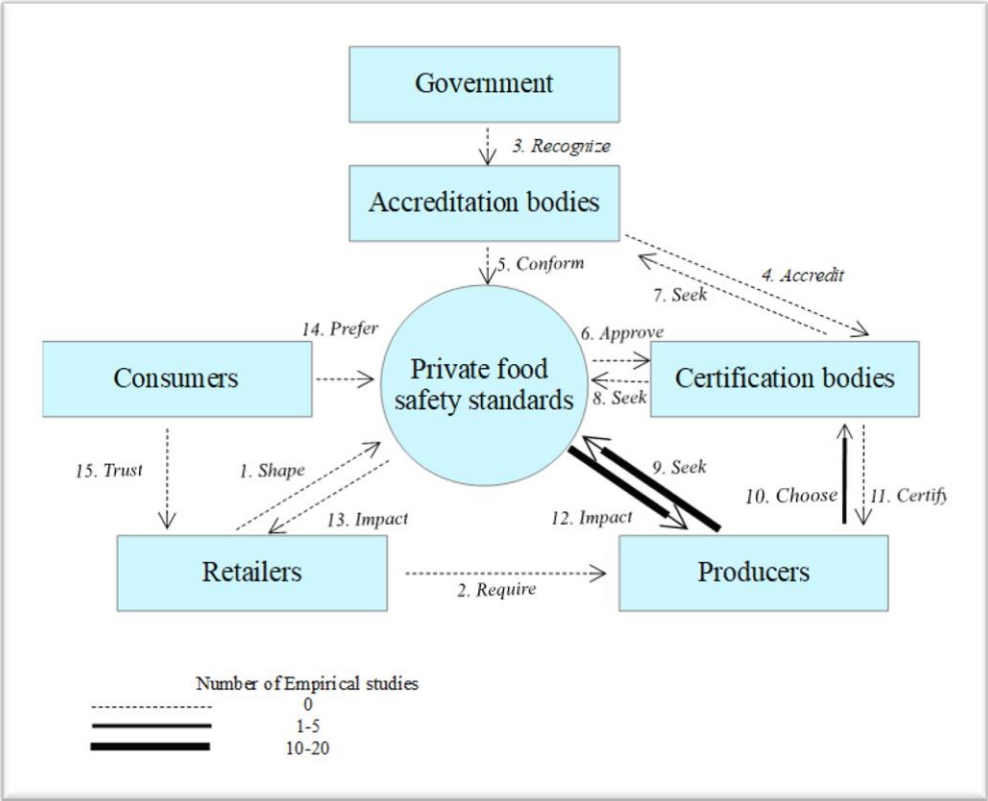 Government
3. Recognize
Accreditation bodies
5. Conform
4. Accredit
7. Seek
14. Prefer
6. Approve
Consumers
Private food
safety standards
Certification bodies
8. Seek
15. Trust
1. Shape
9. Seek
10. Choose
11. Certify
13. Impact
12. Impact
Retailers
Producers
2. Require
Number of Empirical studies
0
1-5
10-20